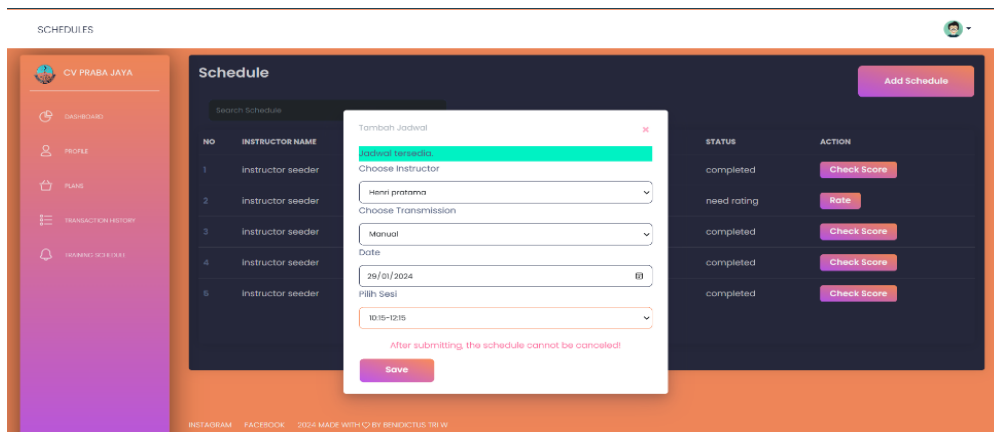 SCHEDULES
CV PRABA JAYA
DASHBOARD
PROFILE
PLANS
TRANSACTION HISTORY
TRAINING SCHEDULE
Schedule
Add Schedule
Search Schedule
NO INSTRUCTOR NAME STATUS ACTION
1 instructor seeder completed Check Score
2 instructor seeder need rating Rate
3 instructor seeder completed Check Score
4 instructor seeder completed Check Score
5 instructor seeder completed Check Score
Tambah Jadwal ×
Jadwal tersedia.
Choose Instructor
Henri pratama
Choose Transmission
Manual
Date
29/01/2024
Pilih Sesi
10:15-12:15
After submitting, the schedule cannot be canceled!
Save
INSTAGRAM FACEBOOK 2024 MADE WITH BY BENIDICTUS TRI W